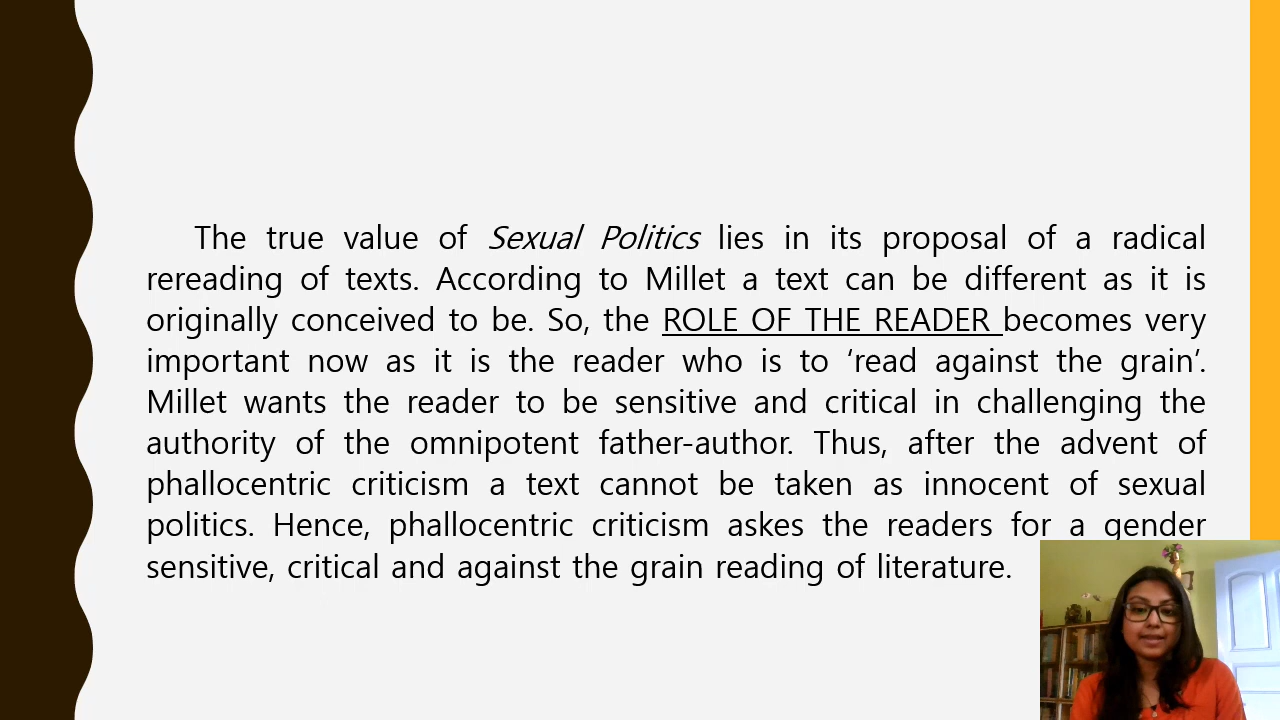 The true value of Sexual Politics lies in its proposal of a radical
rereading of texts. According to Millet a text can be different as it is
originally conceived to be. So, the ROLE OF THE READER becomes very
important now as it is the reader who is to ‘read against the grain’.
Millet wants the reader to be sensitive and critical in challenging the
authority of the omnipotent father-author. Thus, after the advent of
phallocentric criticism a text cannot be taken as innocent of sexual
politics. Hence, phallocentric criticism askes the readers for a gender
sensitive, critical and against the grain reading of literature.